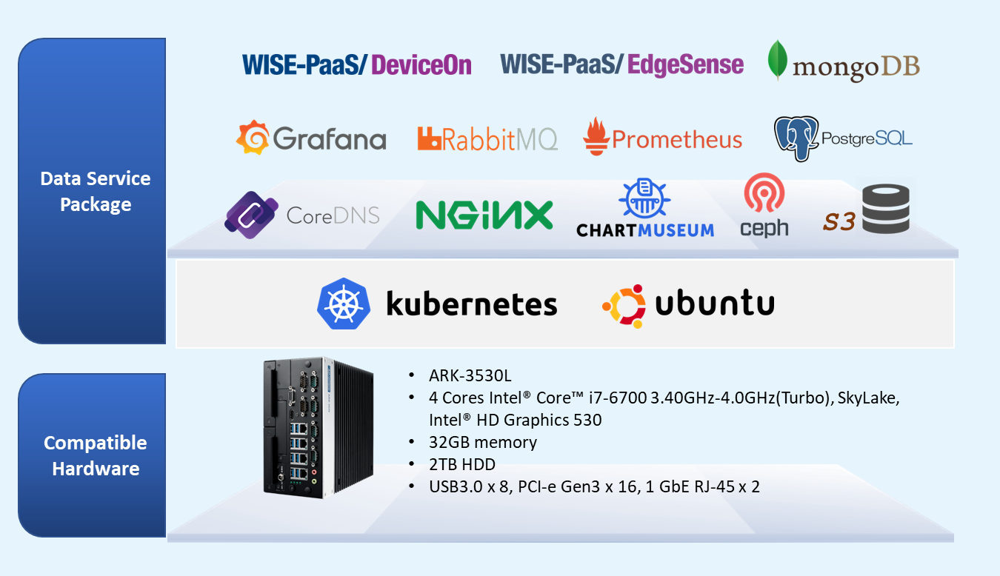 WISE-PaaS/DeviceOn
WISE-PaaS/EdgeSense
mongoDB
Grafana
RabbitMQ
Prometheus
PostgreSQL
Data Service
Package
CoreDNS
NGINX
CHARTMUSEUM
ceph
S3
kubernetes
ubuntu
Compatible
Hardware
• ARK-3530L
• 4 Cores Intel® Core™ i7-6700 3.40GHz-4.0GHz(Turbo), SkyLake,
Intel® HD Graphics 530
• 32GB memory
• 2TB HDD
• USB3.0 x 8, PCI-e Gen3 x 16, 1 GbE RJ-45 x 2